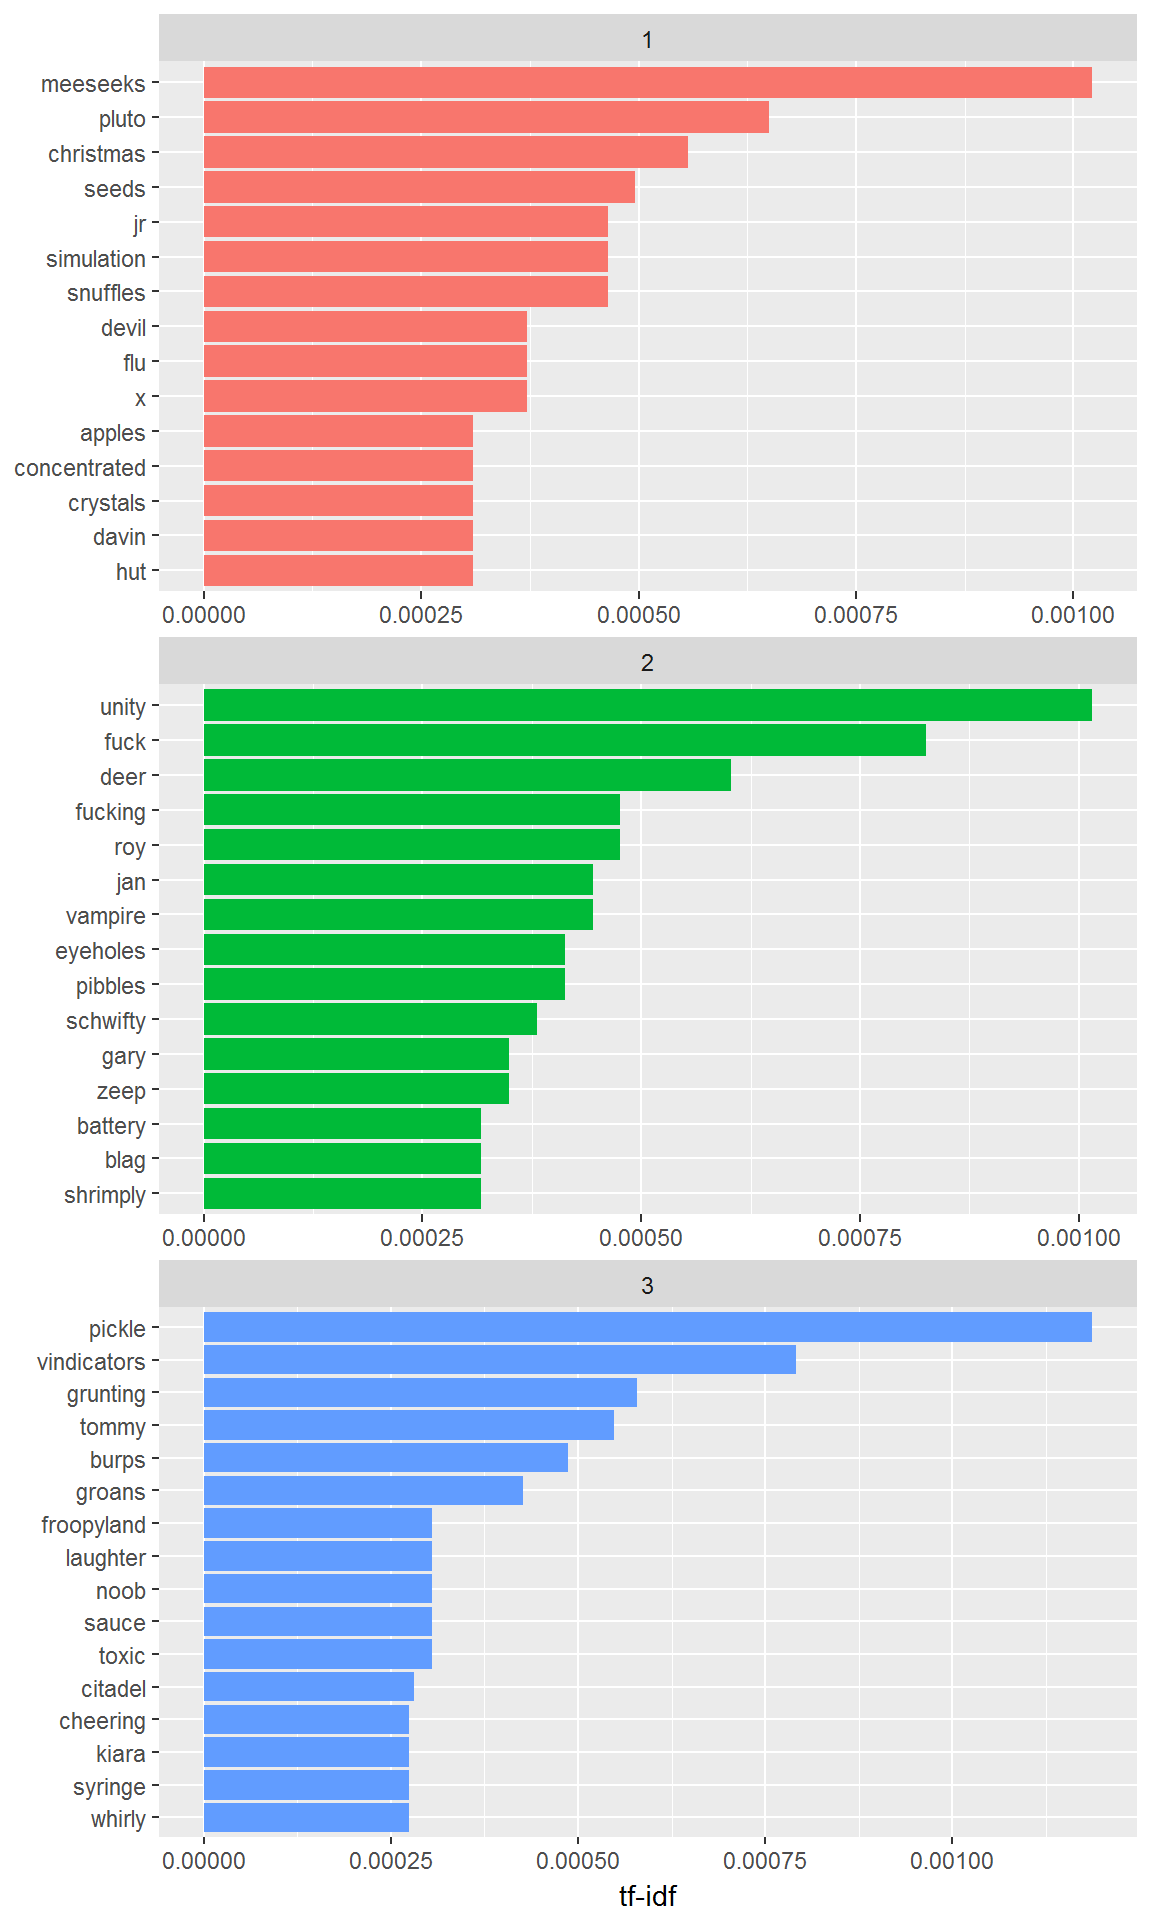 1
meeseeks
pluto
christmas
seeds
jr
simulation
snuffles
devil
flu
x
apples
concentrated
crystals
davin
hut
0.00000 0.00025 0.00050 0.00075 0.00100
2
unity
fuck
deer
fucking
roy
jan
vampire
eyeholes
pibbles
schwifty
gary
zeep
battery
blag
shrimply
0.00000 0.00025 0.00050 0.00075 0.00100
3
pickle
vindicators
grunting
tommy
burps
groans
froopyland
laughter
noob
sauce
toxic
citadel
cheering
kiara
syringe
whirly
0.00000 0.00025 0.00050 0.00075 0.00100
tf-idf